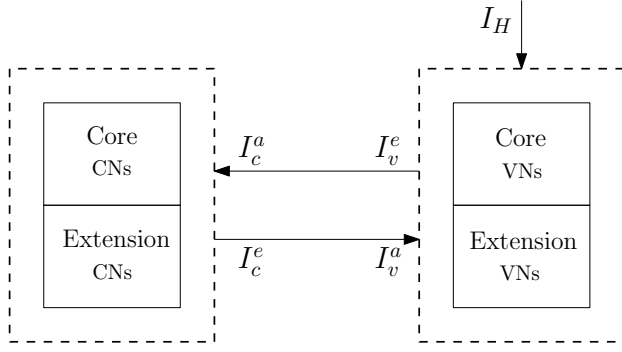 I_H
Core
CNs
Extension
CNs
I_c^a
I_v^e
I_c^e
I_v^a
Core
VNs
Extension
VNs